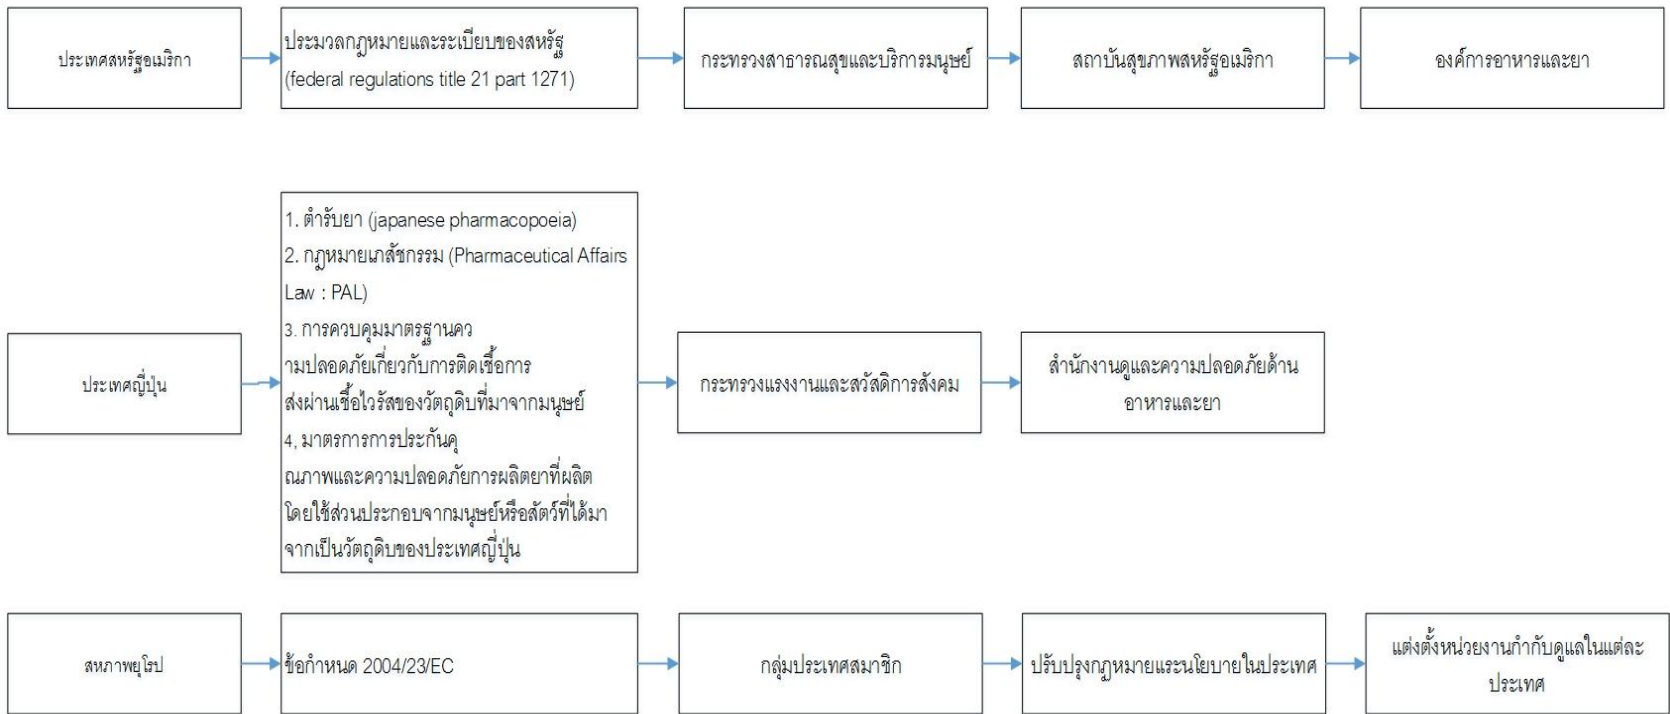 ประเทศสหรัฐอเมริกา
ประมวลกฎหมายและระเบียบของสหรัฐ
(federal regulations title 21 part 1271)
กระทรวงสาธารณสุขและบริการมนุษย์
สถาบันสุขภาพสหรัฐอเมริกา
องค์การอาหารและยา
ประเทศญี่ปุ่น
1. ตำรับยา (japanese pharmacopoeia)
2. กฎหมายเภสัชกรรม (Pharmaceutical Affairs
Law : PAL)
3. การควบคุมมาตรฐานคว
ามปลอดภัยเกี่ยวกับการติดเชื้อการ
ส่งผ่านเชื้อไวรัสของวัตถุดิบที่มาจากมนุษย์
4, มาตรการการประกันคุ
ณภาพและความปลอดภัยการผลิตยาที่ผลิต
โดยใช้ส่วนประกอบจากมนุษย์หรือสัตว์ที่ได้มา
จากเป็นวัตถุดิบของประเทศญี่ปุ่น
กระทรวงแรงงานและสวัสดิการสังคม
สำนักงานดูและความปลอดภัยด้าน
อาหารและยา
สหภาพยุโรป
ข้อกำหนด 2004/23/EC
กลุ่มประเทศสมาชิก
ปรับปรุงกฎหมายแระนโยบายในประเทศ
แต่งตั้งหน่วยงานกำกับดูแลในแต่ละ
ประเทศ